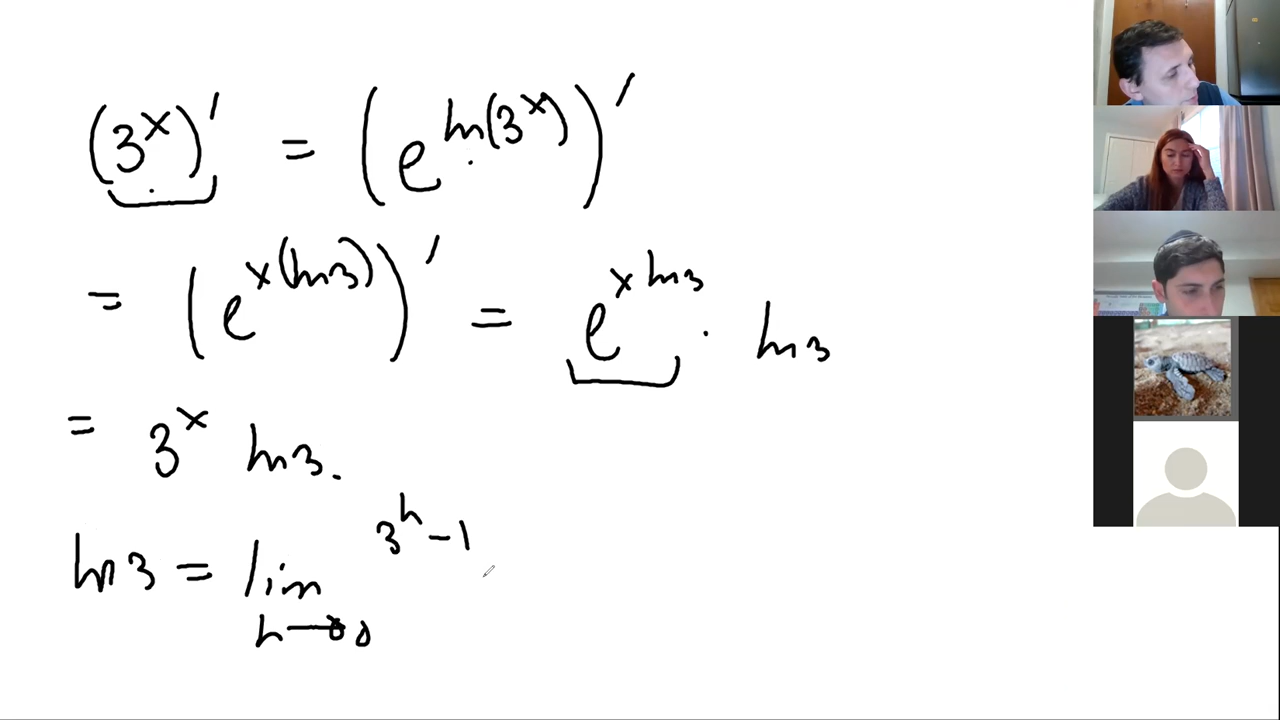 (3^x)' = (e^{ln(3^x)})'
= (e^{x(ln3)})' = e^{x ln3} · ln3
= 3^x ln3.
ln3 = lim_{h→0} 3^h - 1